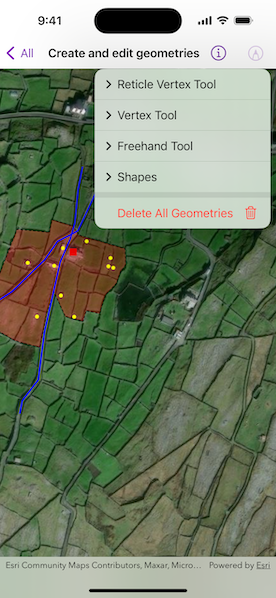 9:41
All
Create and edit geometries
Reticle Vertex Tool
Vertex Tool
Freehand Tool
Shapes
Delete All Geometries
Esri Community Maps Contributors, Maxar, Micro…
Powered by Esri